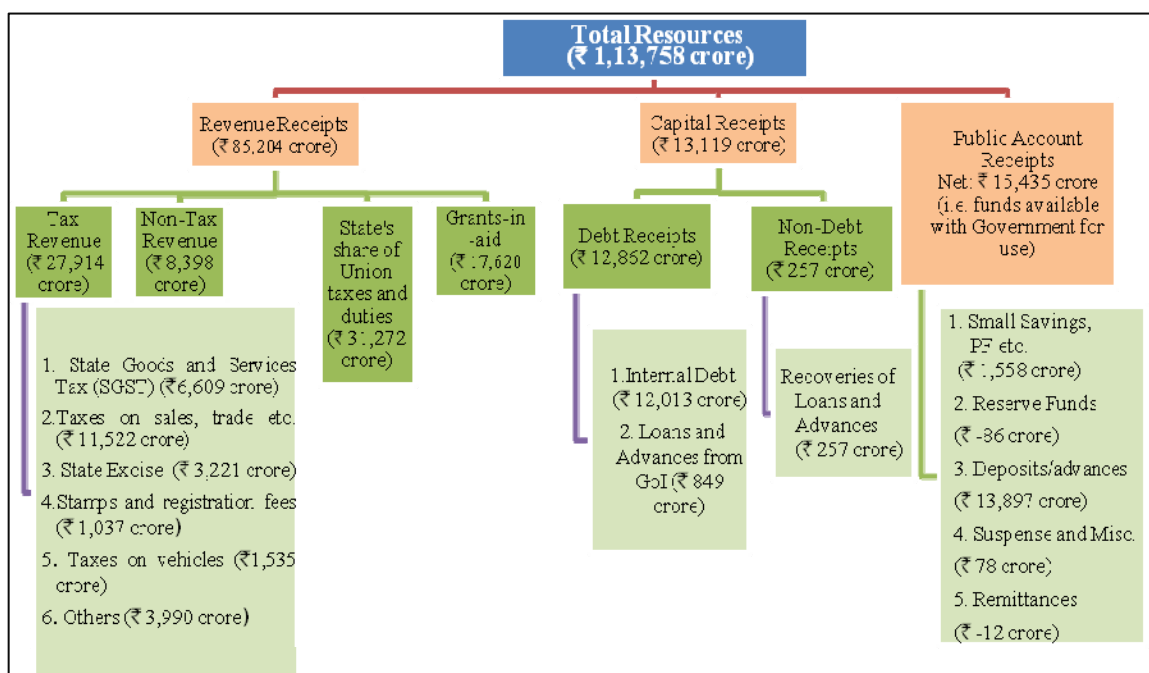 Total Resources
(₹ 1,13,758 crore)
Revenue Receipts
(₹ 85,204 crore)
Capital Receipts
(₹ 13,119 crore)
Public Account
Receipts
Net: ₹ 15,435 crore
(i.e. funds available
with Government for
use)
Tax
Revenue
(₹ 27,914
crore)
Non-Tax
Revenue
(₹ 8,398
crore)
State's
share of
Union
taxes and
duties
(₹ 31,272
crore)
Grants-in
-aid
(₹ 17,620
crore)
Debt Receipts
(₹ 12,862 crore)
Non-Debt
Receipts
(₹ 257 crore)
1. State Goods and Services
Tax (SGST) (₹6,609 crore)
2.Taxes on sales, trade etc.
(₹ 11,522 crore)
3. State Excise (₹ 3,221 crore)
4.Stamps and registration fees
(₹ 1,037 crore)
5. Taxes on vehicles (₹1,535
crore)
6. Others (₹ 3,990 crore)
1.Internal Debt
(₹ 12,013 crore)
2. Loans and
Advances from
GoI (₹ 849
crore)
Recoveries of
Loans and
Advances
(₹ 257 crore)
1. Small Savings,
PF etc.
(₹ 1,558 crore)
2. Reserve Funds
(₹ -86 crore)
3. Deposits/advances
(₹ 13,897 crore)
4. Suspense and Misc.
(₹ 78 crore)
5. Remittances
(₹ -12 crore)